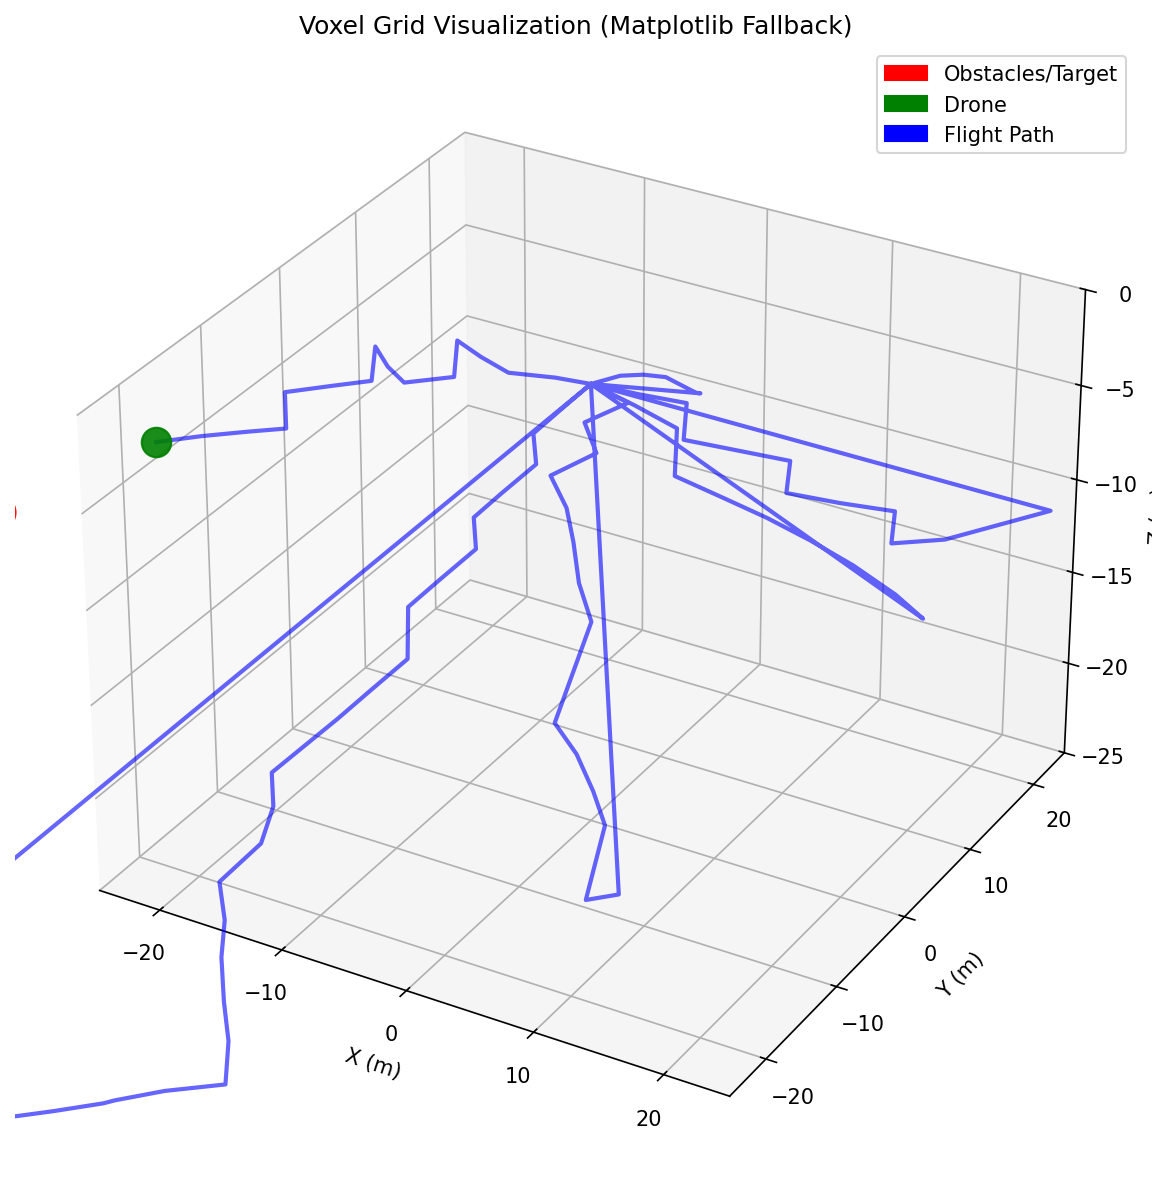 Voxel Grid Visualization (Matplotlib Fallback)
Obstacles/Target
Drone
Flight Path
0
−5
−10
−15
−20
−25
20
10
0
−10
−20
Y (m)
−20
−10
0
10
20
X (m)